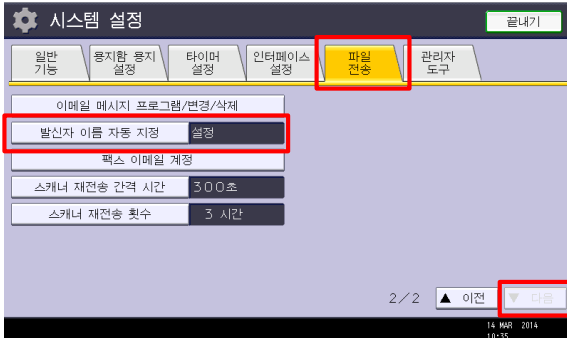 시스템 설정
끝내기
일반
기능
용지함 용지
설정
타이머
설정
인터페이스
설정
파일
전송
관리자
도구
이메일 메시지 프로그램/변경/삭제
발신자 이름 자동 지정 설정
팩스 이메일 계정
스캐너 재전송 간격 시간 300초
스캐너 재전송 횟수 3 시간
2/2 ▲ 이전 ▼ 다음
14 MAR 2014
10:35